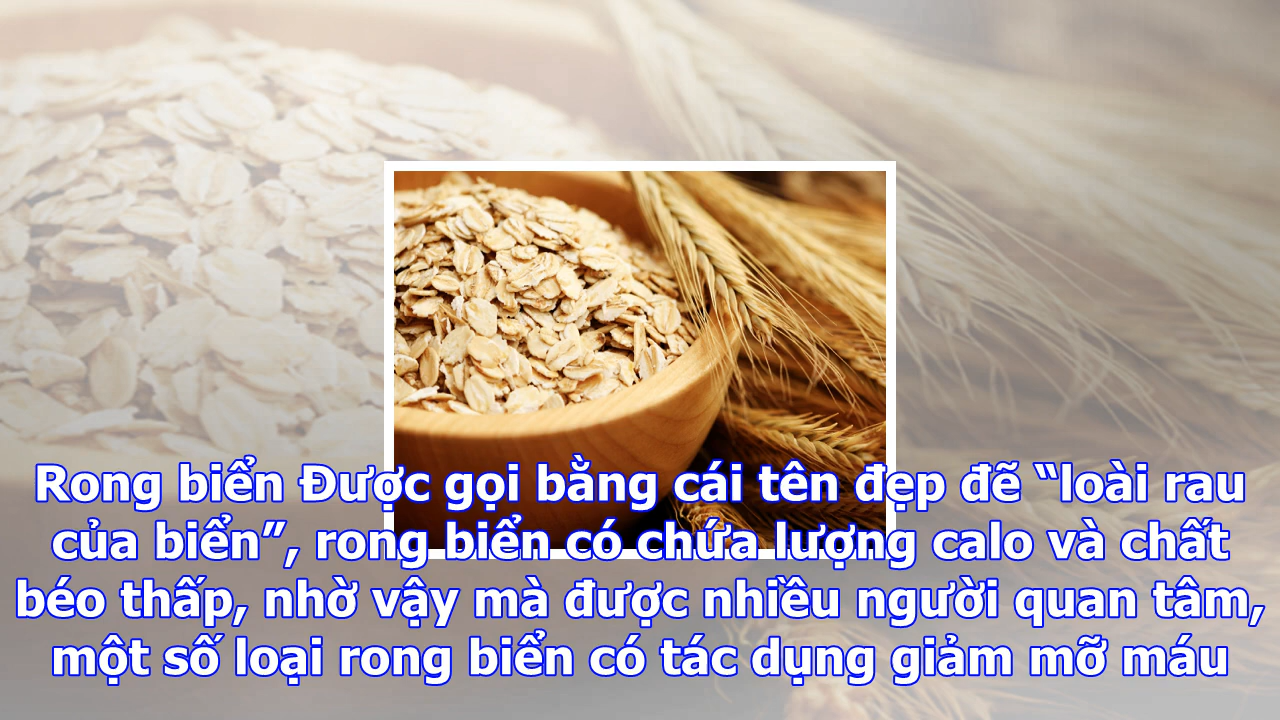 Rong biển Được gọi bằng cái tên đẹp đẽ “loài rau
của biển”, rong biển có chứa lượng calo và chất
béo thấp, nhờ vậy mà được nhiều người quan tâm,
một số loại rong biển có tác dụng giảm mỡ máu